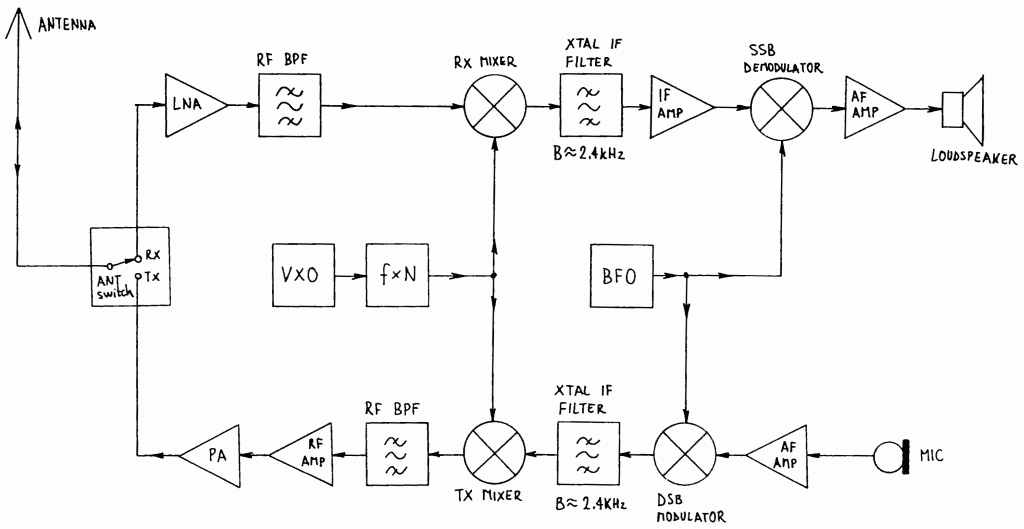 ANTENNA
RF BPF
LNA
RX MIXER
XTAL IF
FILTER
B≈2.4kHz
IF
AMP
SSB
DEMODULATOR
AF
AMP
LOUDSPEAKER
RX
TX
ANT
switch
VXO
f×N
BFO
PA
RF
AMP
RF BPF
TX MIXER
XTAL IF
FILTER
B≈2.4kHz
DSB
MODULATOR
AF
AMP
MIC